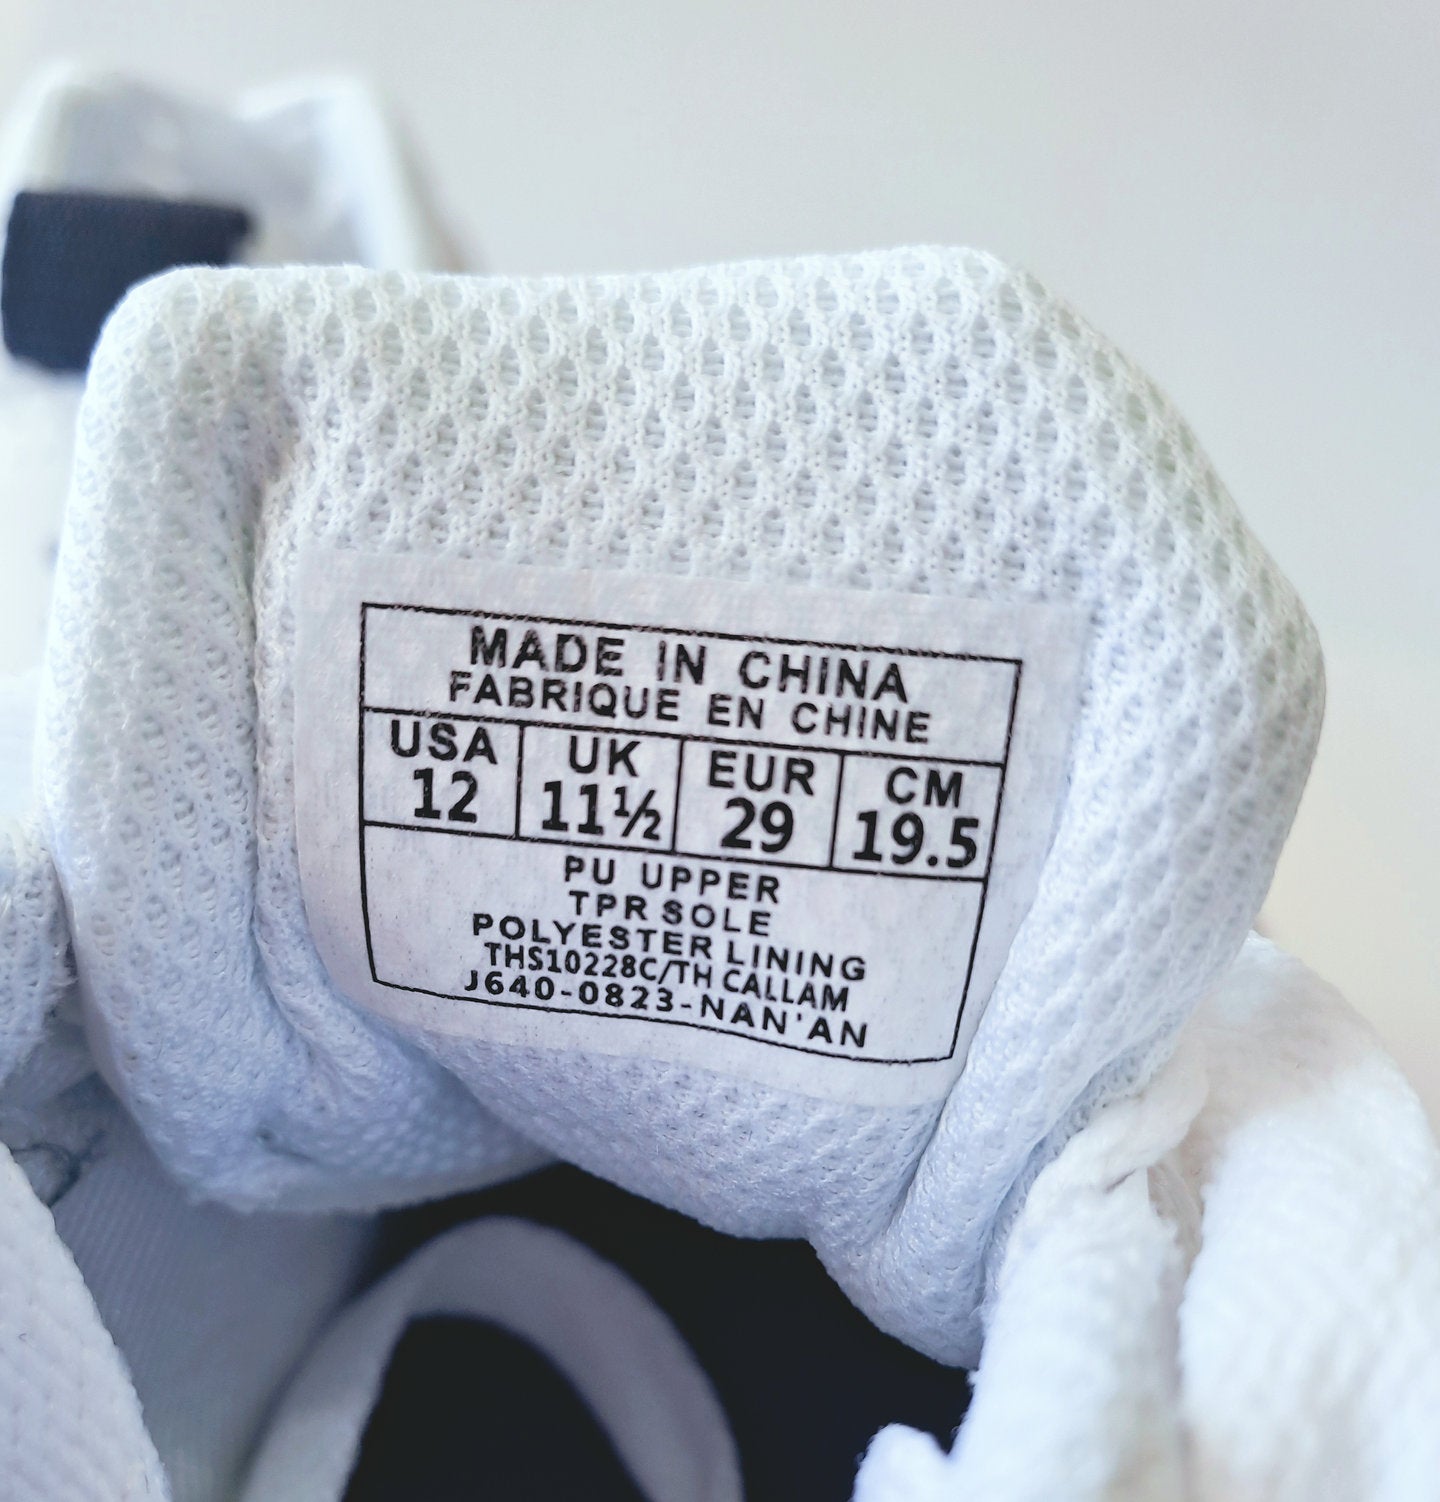 MADE IN CHINA
FABRIQUE EN CHINE
USA UK EUR CM
12 11½ 29 19.5
PU UPPER
TPR SOLE
POLYESTER LINING
THS10228C/TH CALLAM
J640-0823-NAN'AN